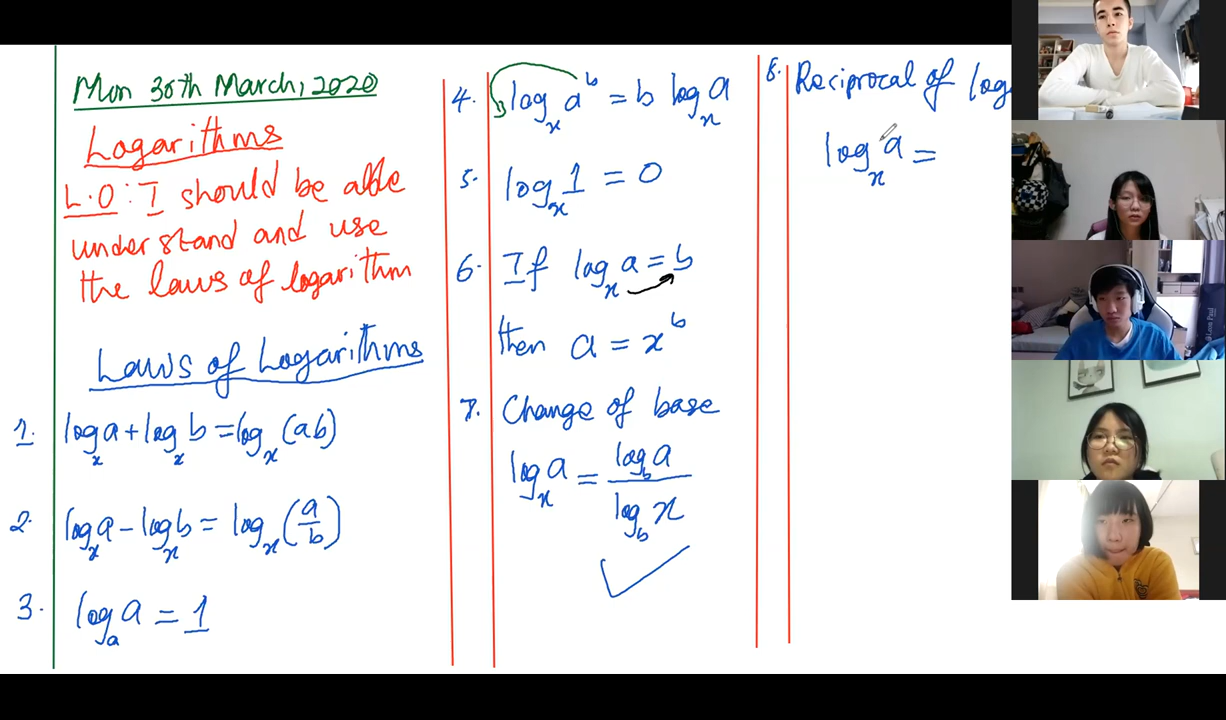 Mon 30th March, 2020
Logarithms
L.O: I should be able
understand and use
the laws of logarithm
Laws of Logarithms
1. logₓa + logₓb = logₓ(ab)
2. logₓa - logₓb = logₓ(a/b)
3. logₐa = 1
4. logₓaᵇ = b logₓa
5. logₓ1 = 0
6. If logₓa = b
then a = xᵇ
7. Change of base
logₓa = log_b a / log_b x
8. Reciprocal of log
logₓa =